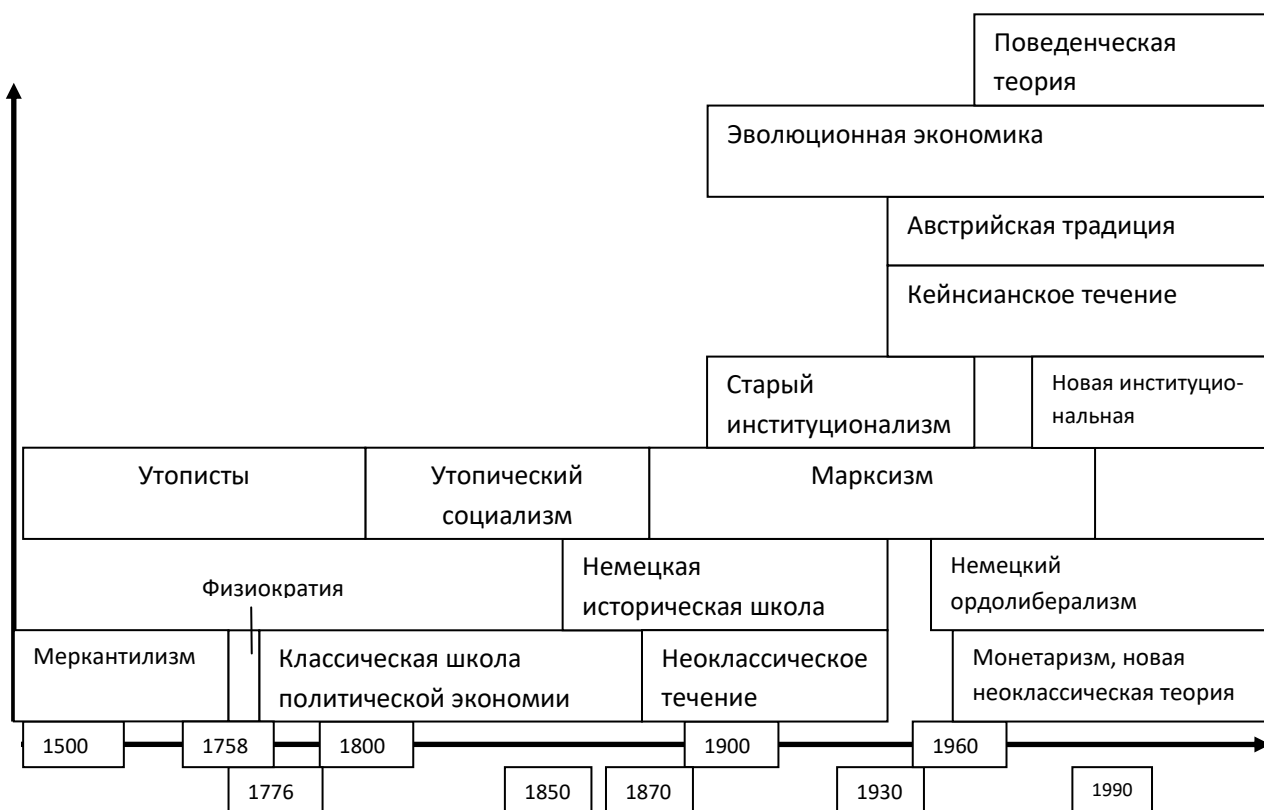 Поведенческая
теория
Эволюционная экономика
Австрийская традиция
Кейнсианское течение
Старый
институционализм
Новая институцио-
нальная
Утописты
Утопический
социализм
Марксизм
Физиократия
Немецкая
историческая школа
Немецкий
ордолиберализм
Меркантилизм
Классическая школа
политической экономии
Неоклассическое
течение
Монетаризм, новая
неоклассическая теория
1500
1758
1800
1900
1960
1776
1850
1870
1930
1990